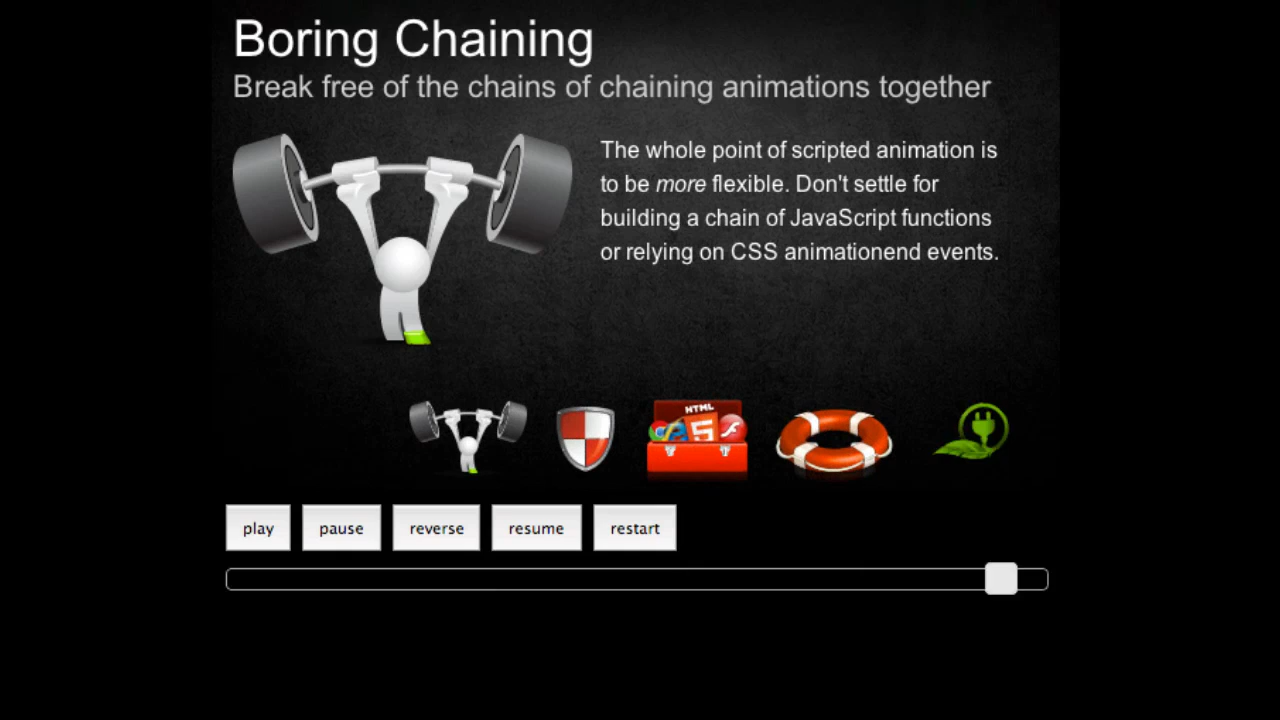 Boring Chaining
Break free of the chains of chaining animations together
The whole point of scripted animation is
to be more flexible. Don't settle for
building a chain of JavaScript functions
or relying on CSS animationend events.
HTML
5
play
pause
reverse
resume
restart